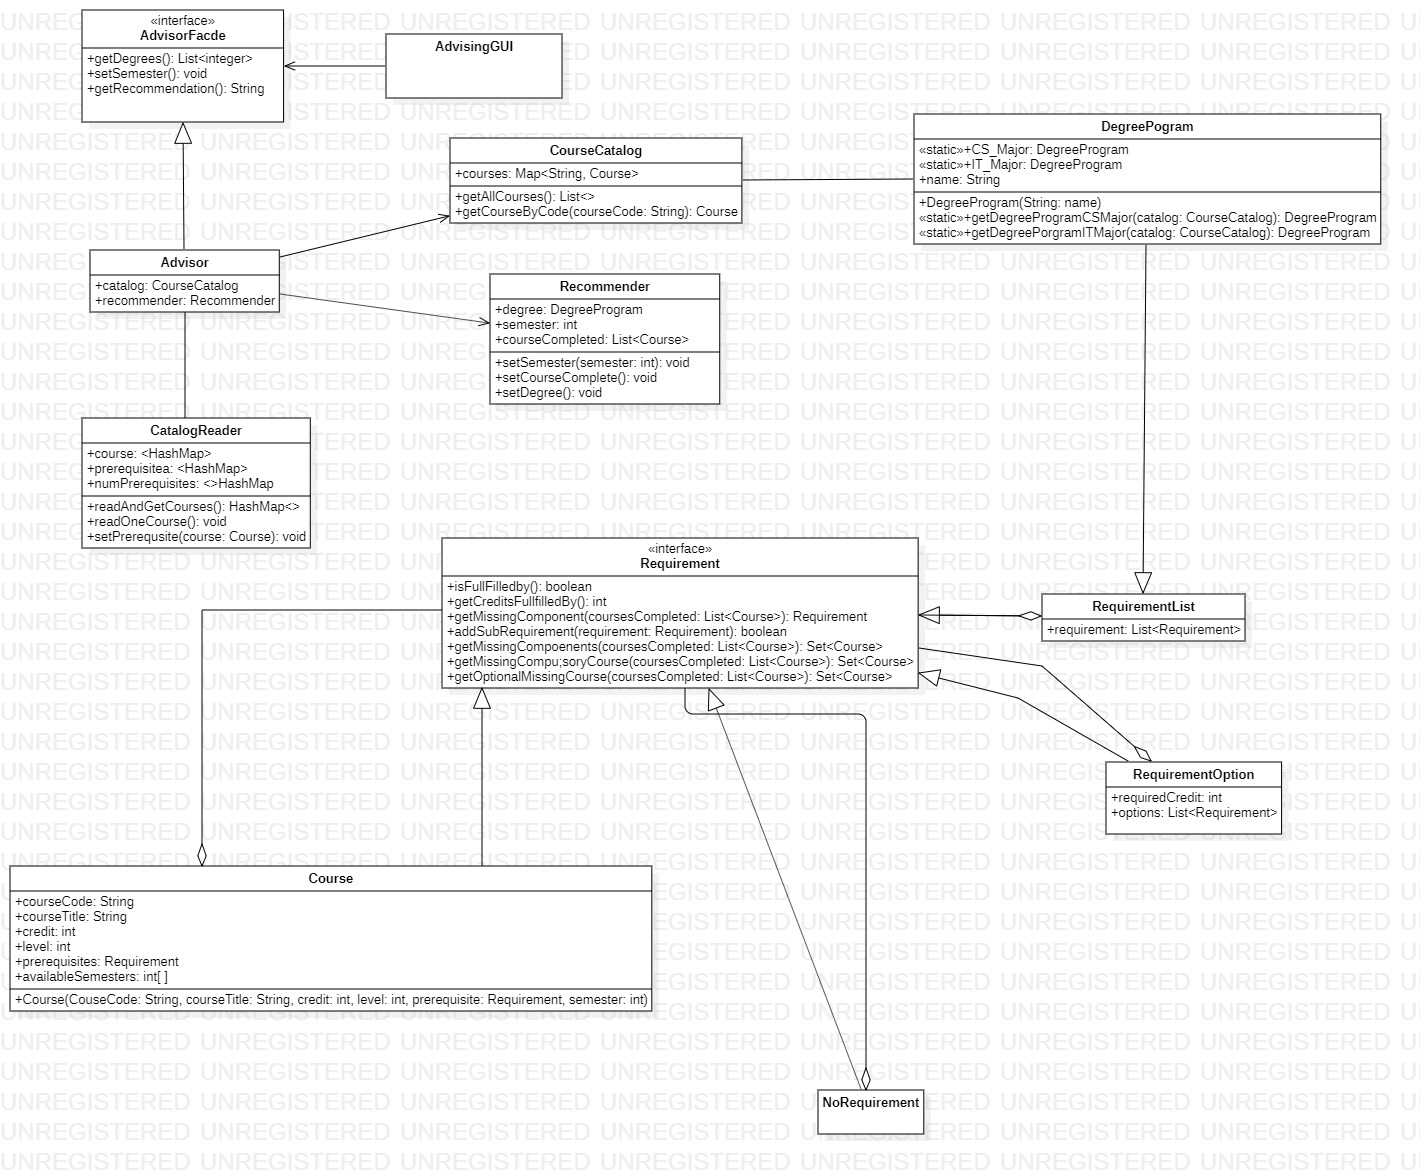 «interface»
AdvisorFacde
+getDegrees(): List<integer>
+setSemester(): void
+getRecommendation(): String
AdvisingGUI
CourseCatalog
+courses: Map<String, Course>
+getAllCourses(): List<>
+getCourseByCode(courseCode: String): Course
DegreePogram
«static»+CS_Major: DegreeProgram
«static»+IT_Major: DegreeProgram
+name: String
+DegreeProgram(String: name)
«static»+getDegreeProgramCSMajor(catalog: CourseCatalog): DegreeProgram
«static»+getDegreePorgramITMajor(catalog: CourseCatalog): DegreeProgram
Advisor
+catalog: CourseCatalog
+recommender: Recommender
Recommender
+degree: DegreeProgram
+semester: int
+courseCompleted: List<Course>
+setSemester(semester: int): void
+setCourseComplete(): void
+setDegree(): void
CatalogReader
+course: <HashMap>
+prerequisitea: <HashMap>
+numPrerequisites: <>HashMap
+readAndGetCourses(): HashMap<>
+readOneCourse(): void
+setPrerequsite(course: Course): void
«interface»
Requirement
+isFullFilledby(): boolean
+getCreditsFullfilledBy(): int
+getMissingComponent(coursesCompleted: List<Course>): Requirement
+addSubRequirement(requirement: Requirement): boolean
+getMissingCompoenents(coursesCompleted: List<Course>): Set<Course>
+getMissingCompu;soryCourse(coursesCompleted: List<Course>): Set<Course>
+getOptionalMissingCourse(coursesCompleted: List<Course>): Set<Course>
RequirementList
+requirement: List<Requirement>
RequirementOption
+requiredCredit: int
+options: List<Requirement>
Course
+courseCode: String
+courseTitle: String
+credit: int
+level: int
+prerequisites: Requirement
+availableSemesters: int[ ]
+Course(CouseCode: String, courseTitle: String, credit: int, level: int, prerequisite: Requirement, semester: int)
NoRequirement
UNREGISTERED